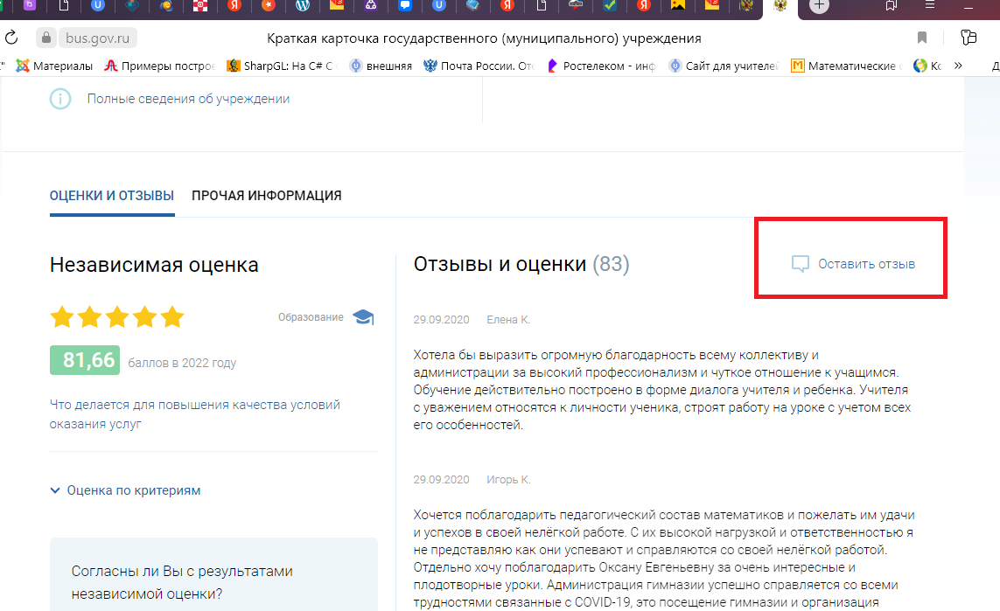 bus.gov.ru
Краткая карточка государственного (муниципального) учреждения
Материалы
Примеры построе
SharpGL: На C# С
внешняя
Почта России. От
Ростелеком - инф
Сайт для учителей
Математические
Ко
»
Полные сведения об учреждении
ОЦЕНКИ И ОТЗЫВЫ ПРОЧАЯ ИНФОРМАЦИЯ
Независимая оценка
Образование
81,66 баллов в 2022 году
Что делается для повышения качества условий
оказания услуг
Оценка по критериям
Согласны ли Вы с результатами
независимой оценки?
Отзывы и оценки (83)
Оставить отзыв
29.09.2020 Елена К.
Хотела бы выразить огромную благодарность всему коллективу и
администрации за высокий профессионализм и чуткое отношение к учащимся.
Обучение действительно построено в форме диалога учителя и ребенка. Учителя
с уважением относятся к личности ученика, строят работу на уроке с учетом всех
его особенностей.
29.09.2020 Игорь К.
Хочется поблагодарить педагогический состав математиков и пожелать им удачи
и успехов в своей нелёгкой работе. С их высокой нагрузкой и ответственностью я
не представляю как они успевают и справляются со своей нелёгкой работой.
Отдельно хочу поблагодарить Оксану Евгеньевну за очень интересные и
плодотворные уроки. Администрация гимназии успешно справляется со всеми
трудностями связанные с COVID-19, это посещение гимназии и организация